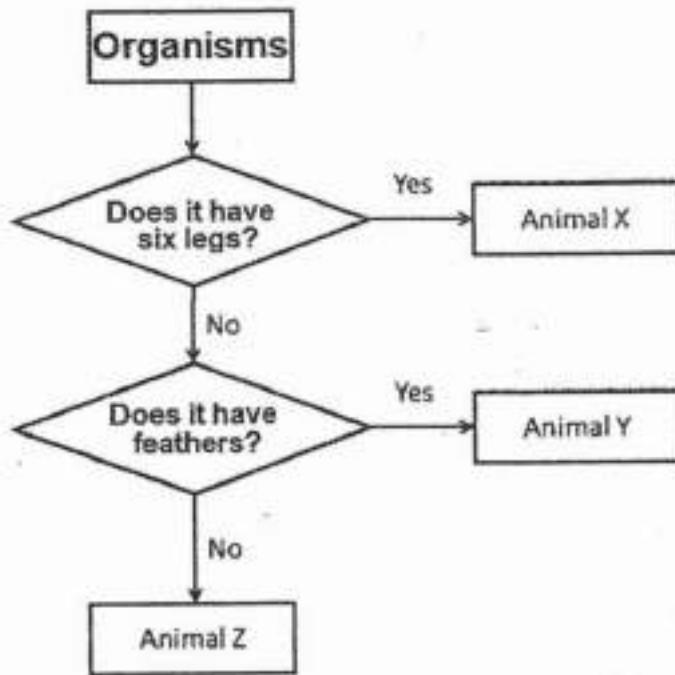 Organisms
Does it have
six legs?
Yes
Animal X
No
Does it have
feathers?
Yes
Animal Y
No
Animal Z